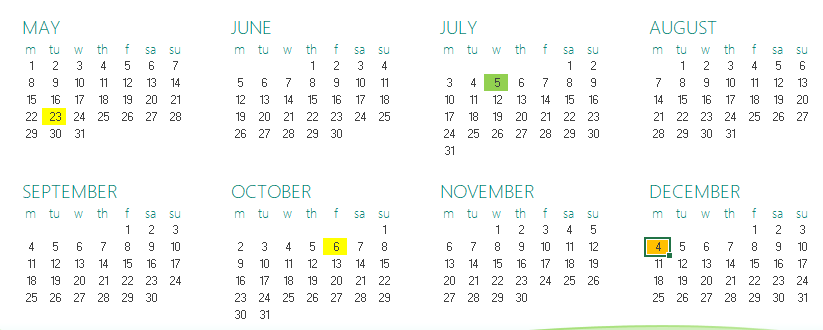 MAY JUNE JULY AUGUST
m tu w th f sa su m tu w th f sa su m tu w th f sa su m tu w th f sa su
1 2 3 4 5 6 7 1 2 3 4 1 2 1 2 3 4 5 6
8 9 10 11 12 13 14 5 6 7 8 9 10 11 3 4 5 6 7 8 9 7 8 9 10 11 12 13
15 16 17 18 19 20 21 12 13 14 15 16 17 18 10 11 12 13 14 15 16 14 15 16 17 18 19 20
22 23 24 25 26 27 28 19 20 21 22 23 24 25 17 18 19 20 21 22 23 21 22 23 24 25 26 27
29 30 31 26 27 28 29 30 24 25 26 27 28 29 30 28 29 30 31
31
SEPTEMBER OCTOBER NOVEMBER DECEMBER
m tu w th f sa su m tu w th f sa su m tu w th f sa su m tu w th f sa su
1 2 3 1 1 2 3 4 5 1 2 3
4 5 6 7 8 9 10 2 3 4 5 6 7 8 6 7 8 9 10 11 12 4 5 6 7 8 9 10
11 12 13 14 15 16 17 9 10 11 12 13 14 15 13 14 15 16 17 18 19 11 12 13 14 15 16 17
18 19 20 21 22 23 24 16 17 18 19 20 21 22 20 21 22 23 24 25 26 18 19 20 21 22 23 24
25 26 27 28 29 30 23 24 25 26 27 28 29 27 28 29 30 25 26 27 28 29 30 31
30 31